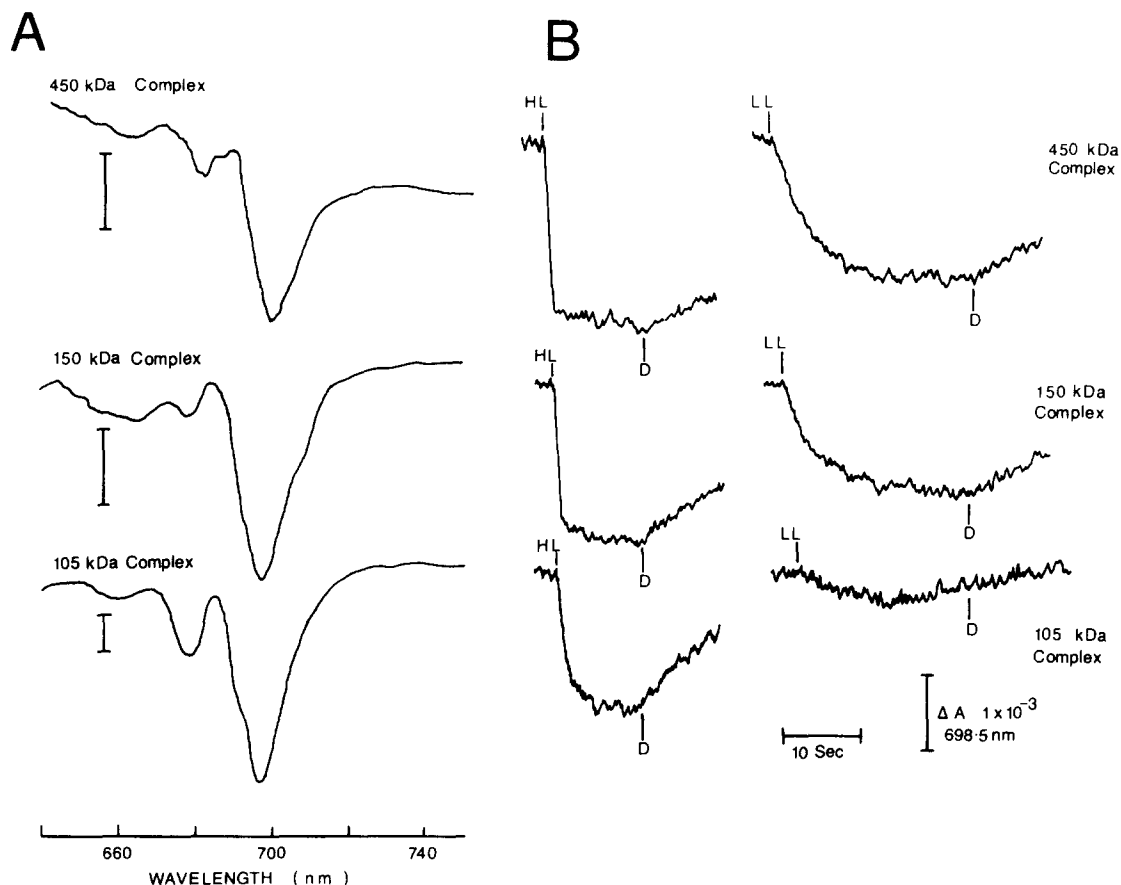 A
450 kDa Complex
150 kDa Complex
105 kDa Complex
660 700 740
WAVELENGTH (nm)
B
HL
LL
450 kDa
Complex
D
D
HL
LL
150 kDa
Complex
D
D
HL
LL
105 kDa
Complex
D
D
10 Sec
Δ A 1 x 10⁻³
698·5 nm